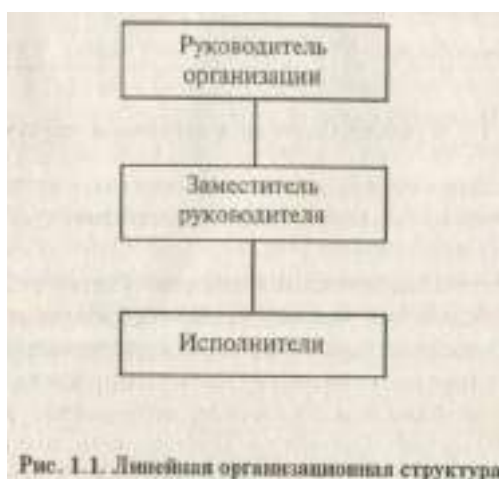 Руководитель
организации
Заместитель
руководителя
Исполнители
Рис. 1.1. Линейная организационная структура